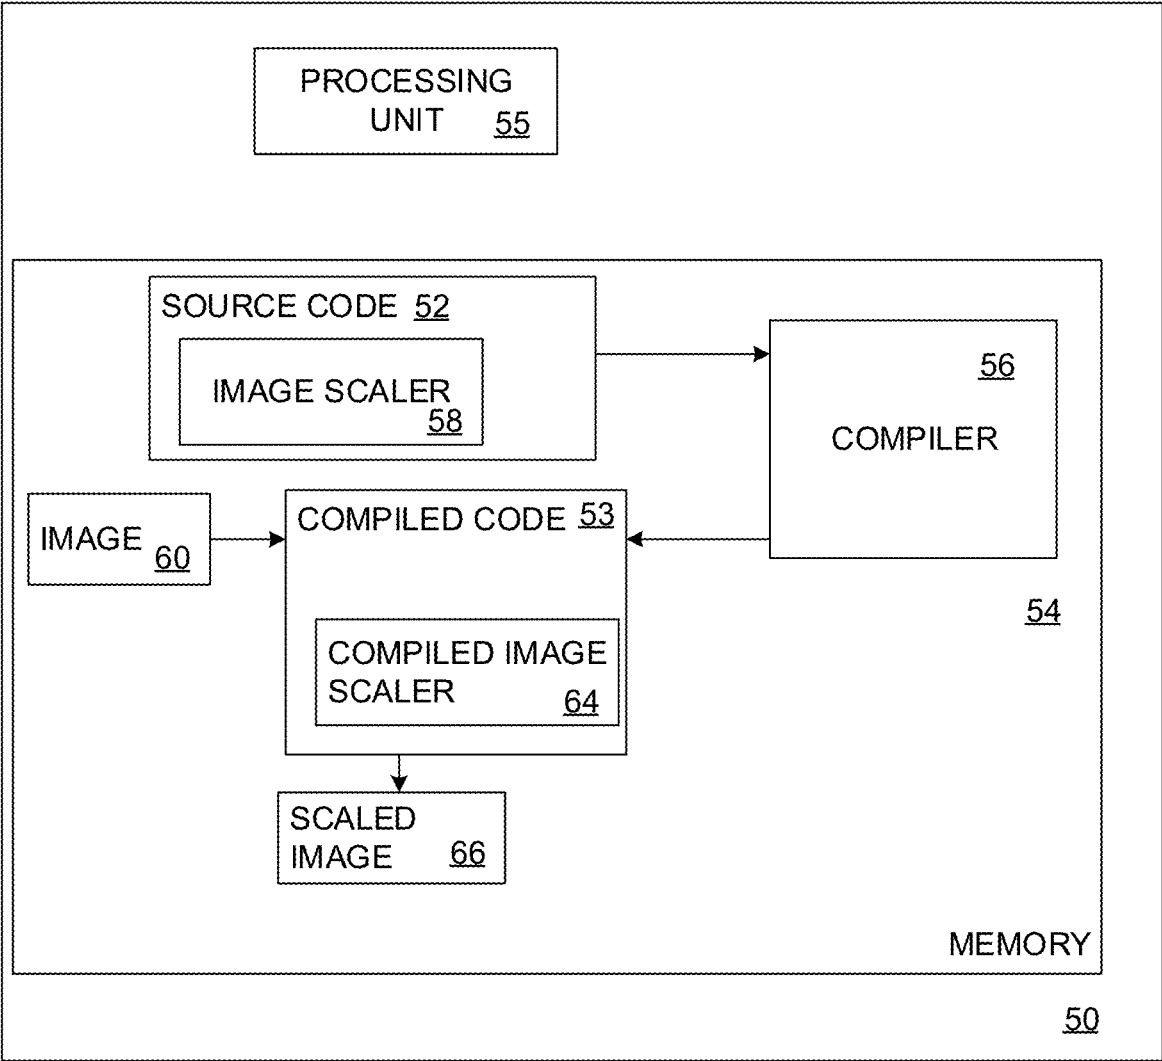 PROCESSING
UNIT 55
SOURCE CODE 52
IMAGE SCALER
58
56
COMPILER
IMAGE
60
COMPILED CODE 53
54
COMPILED IMAGE
SCALER
64
SCALED
IMAGE 66
MEMORY
50